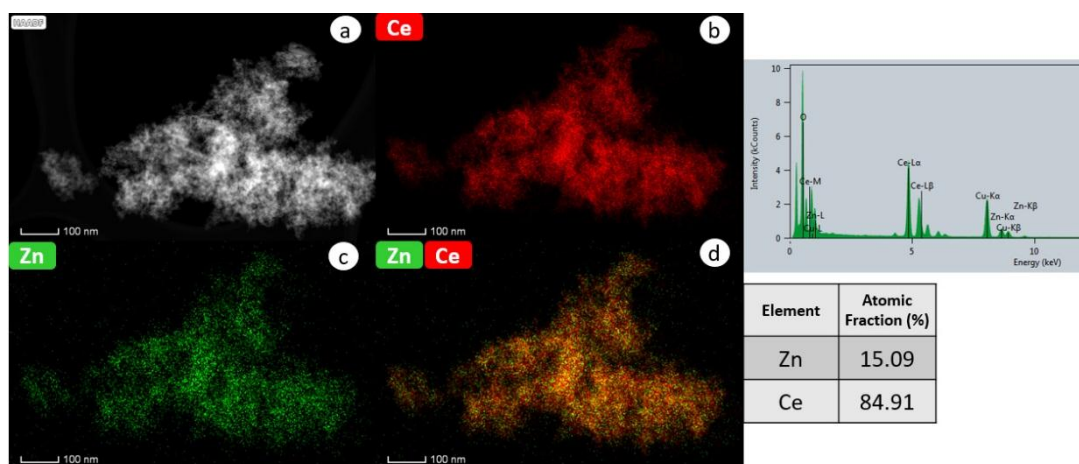 HAADF
a
100 nm
Ce
b
100 nm
Zn
c
100 nm
Zn Ce
d
100 nm
Intensity (kCounts)
10
8
6
4
2
0
O
Ce-M
Zn-L
Cu-L
Ce-Lα
Ce-Lβ
Cu-Kα
Zn-Kβ
Zn-Kα
Cu-Kβ
0
5
10
Energy (keV)
Element
Atomic
Fraction (%)
Zn
15.09
Ce
84.91